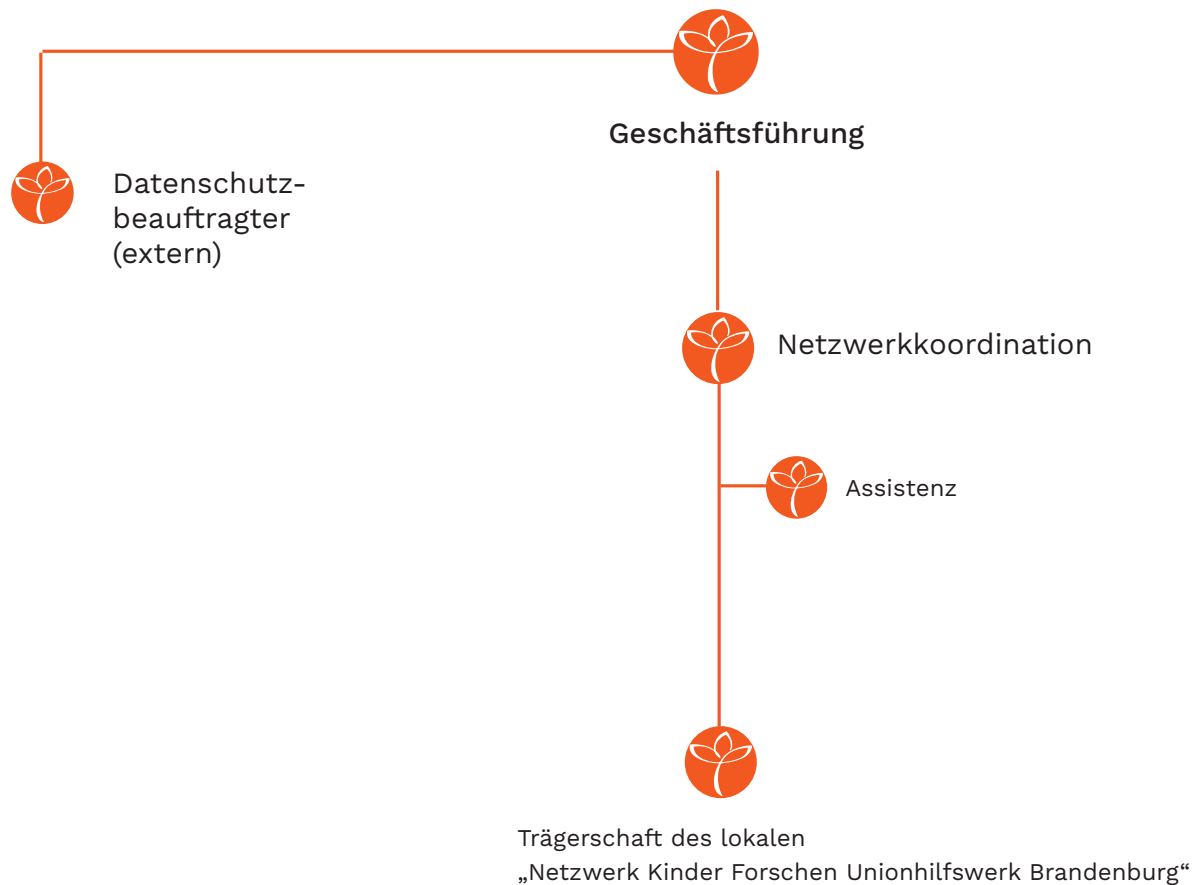 Geschäftsführung
Datenschutz-
beauftragter
(extern)
Netzwerkkoordination
Assistenz
Trägerschaft des lokalen
„Netzwerk Kinder Forschen Unionhilfswerk Brandenburg“